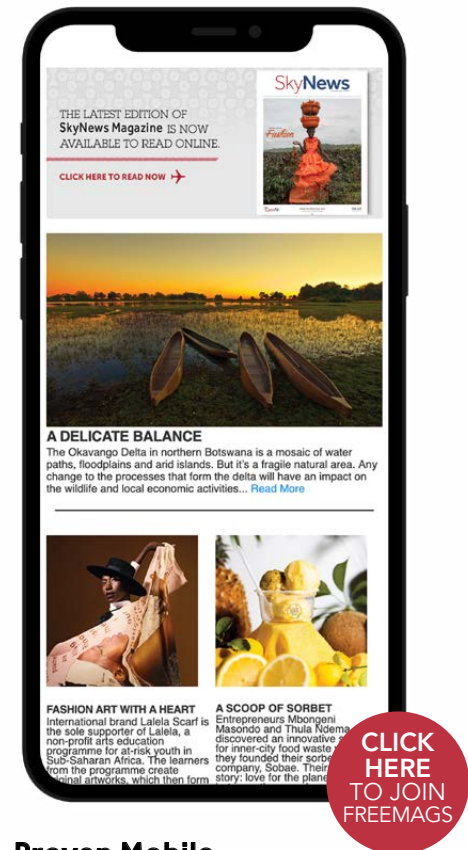 THE LATEST EDITION OF
SkyNews Magazine IS NOW
AVAILABLE TO READ ONLINE.
CLICK HERE TO READ NOW
SkyNews
Fashion
A DELICATE BALANCE
The Okavango Delta in northern Botswana is a mosaic of water
paths, floodplains and arid islands. But it's a fragile natural area. Any
change to the processes that form the delta will have an impact on
the wildlife and local economic activities... Read More
FASHION ART WITH A HEART
International brand Lalela Scarf is
the sole supporter of Lalela, a
non-profit arts education
programme for at-risk youth in
Sub-Saharan Africa. The learners
from the programme create
original artworks, which then form
A SCOOP OF SORBET
Entrepreneurs Mbongeni
Masondo and Thula Ndema
discovered an innovative
for inner-city food waste
they founded their
company, Sobae. Their
story: love for the
CLICK
HERE
TO JOIN
FREEMAGS
Proven Mobile